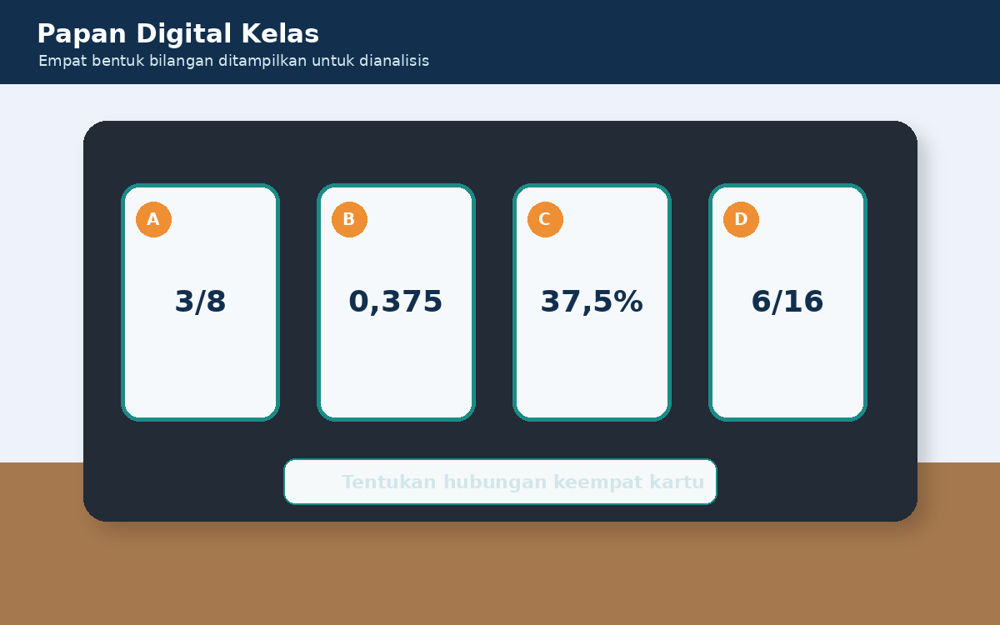 Papan Digital Kelas
Empat bentuk bilangan ditampilkan untuk dianalisis
A
B
C
D
3/8
0,375
37,5%
6/16
Tentukan hubungan keempat kartu